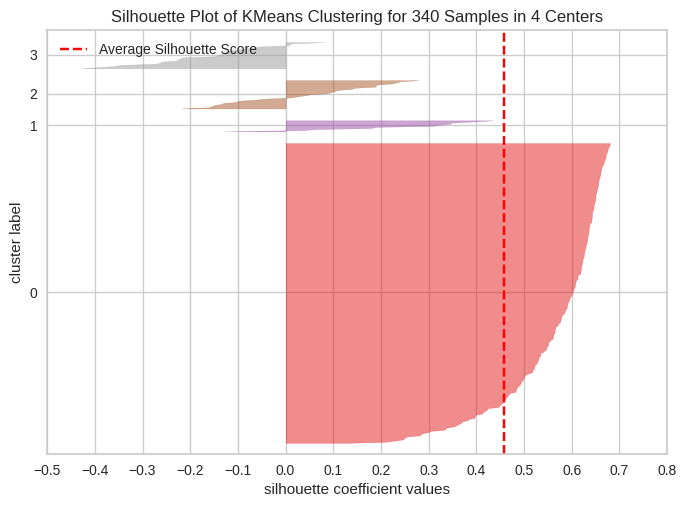 Silhouette Plot of KMeans Clustering for 340 Samples in 4 Centers
Average Silhouette Score
3
2
1
0
cluster label
−0.5 −0.4 −0.3 −0.2 −0.1 0.0 0.1 0.2 0.3 0.4 0.5 0.6 0.7 0.8
silhouette coefficient values